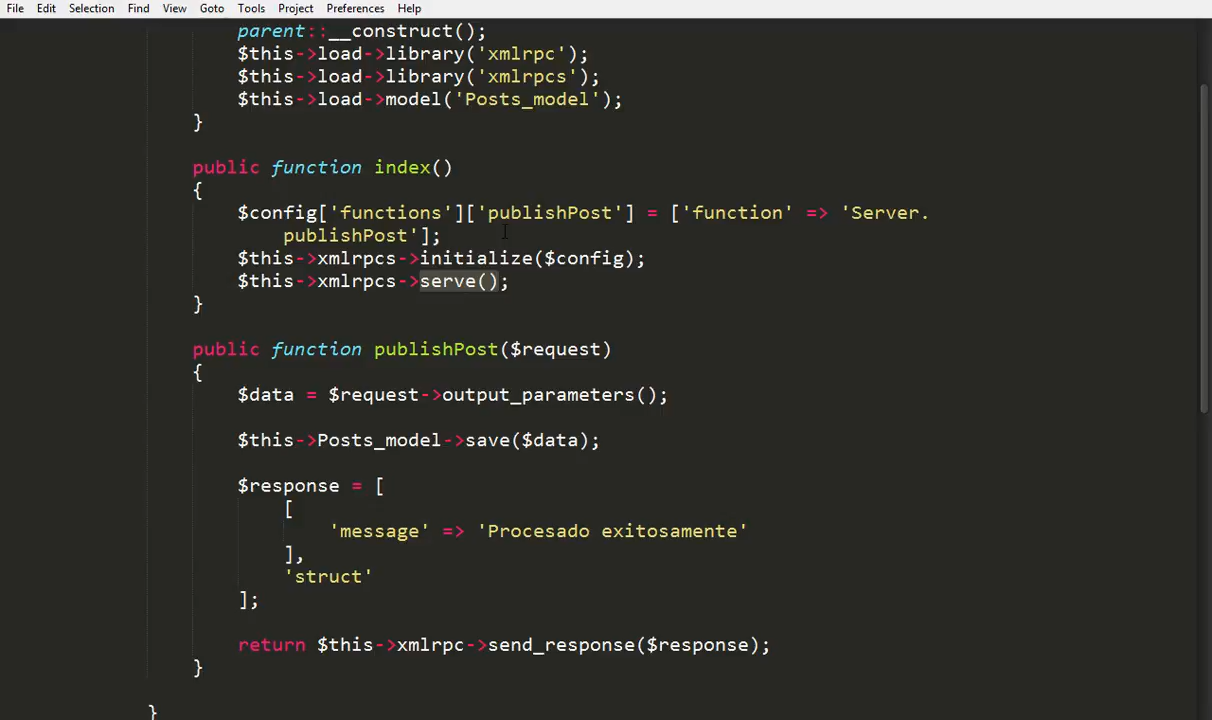 File Edit Selection Find View Goto Tools Project Preferences Help
parent::__construct();
$this->load->library('xmlrpc');
$this->load->library('xmlrpcs');
$this->load->model('Posts_model');
}
public function index()
{
$config['functions']['publishPost'] = ['function' => 'Server.
publishPost'];
$this->xmlrpcs->initialize($config);
$this->xmlrpcs->serve();
}
public function publishPost($request)
{
$data = $request->output_parameters();
$this->Posts_model->save($data);
$response = [
[
'message' => 'Procesado exitosamente'
],
'struct'
];
return $this->xmlrpc->send_response($response);
}
}